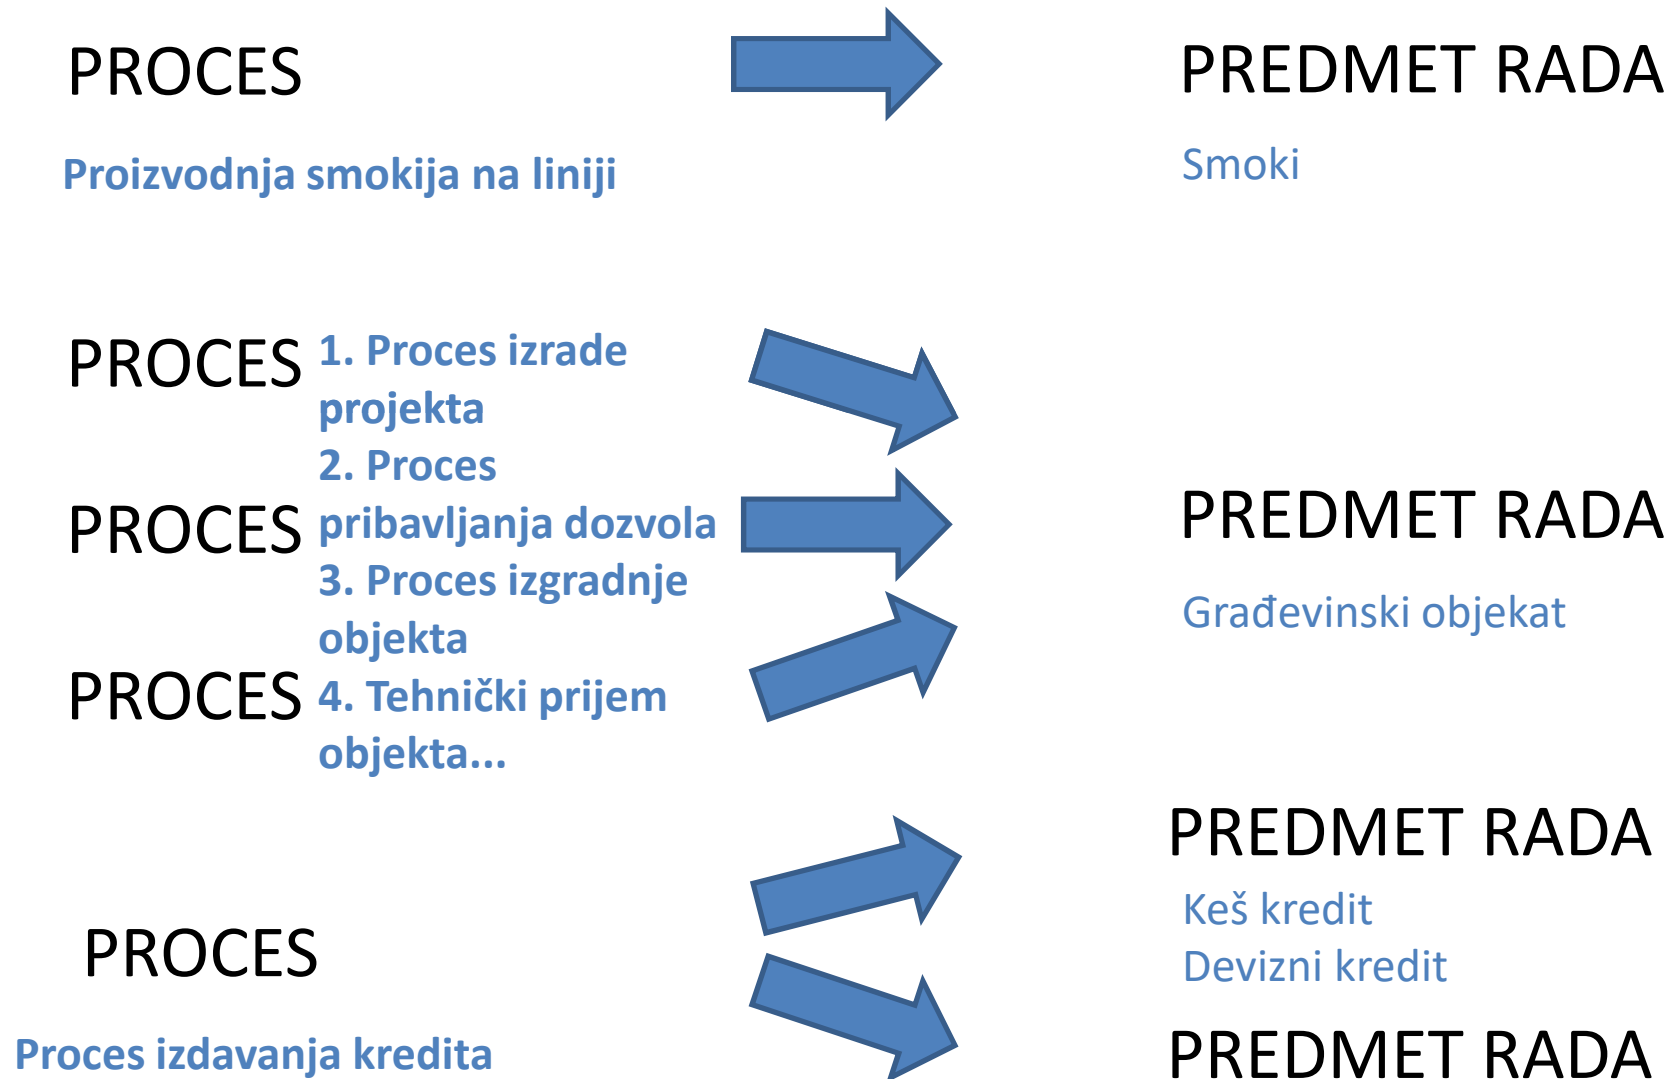 PROCES
PREDMET RADA
Proizvodnja smokija na liniji
Smoki
PROCES
PROCES
PROCES
1. Proces izrade
projekta
2. Proces
pribavljanja dozvola
3. Proces izgradnje
objekta
4. Tehnički prijem
objekta...
PREDMET RADA
Građevinski objekat
PROCES
Proces izdavanja kredita
PREDMET RADA
Keš kredit
Devizni kredit
PREDMET RADA